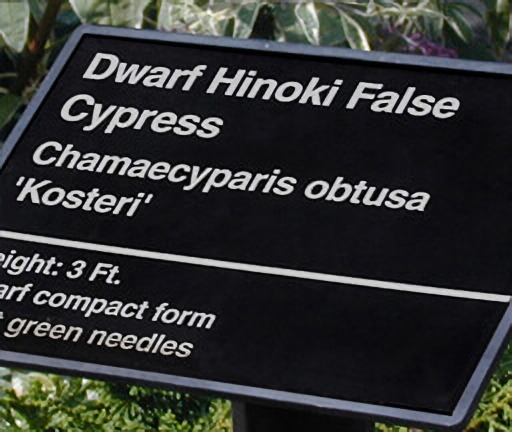 Dwarf Hinoki False
Cypress
Chamaecyparis obtusa
'Kosteri'
eight: 3 Ft.
arf compact form
green needles